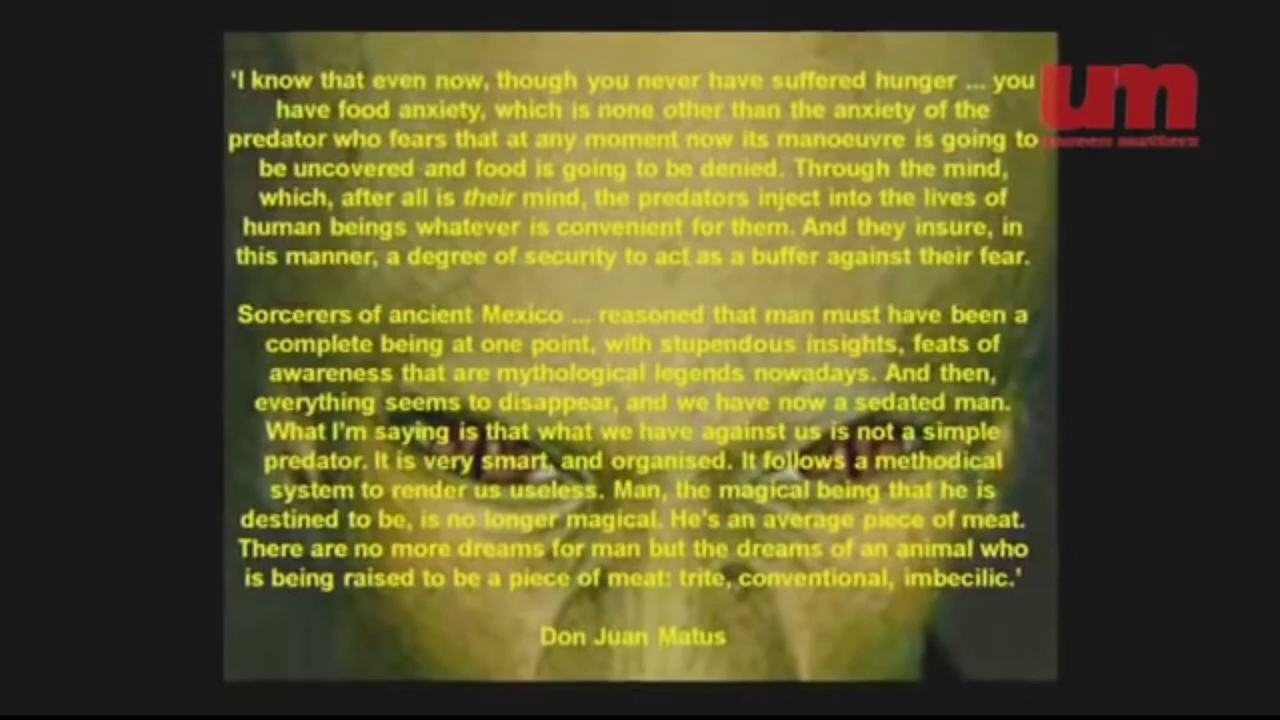 'I know that even now, though you never have suffered hunger ... you
have food anxiety, which is none other than the anxiety of the
predator who fears that at any moment now its manoeuvre is going to
be uncovered and food is going to be denied. Through the mind,
which, after all is their mind, the predators inject into the lives of
human beings whatever is convenient for them. And they insure, in
this manner, a degree of security to act as a buffer against their fear.
Sorcerers of ancient Mexico ... reasoned that man must have been a
complete being at one point, with stupendous insights, feats of
awareness that are mythological legends nowadays. And then,
everything seems to disappear, and we have now a sedated man.
What I'm saying is that what we have against us is not a simple
predator. It is very smart, and organised. It follows a methodical
system to render us useless. Man, the magical being that he is
destined to be, is no longer magical. He's an average piece of meat.
There are no more dreams for man but the dreams of an animal who
is being raised to be a piece of meat: trite, conventional, imbecilic.'
Don Juan Matus
um